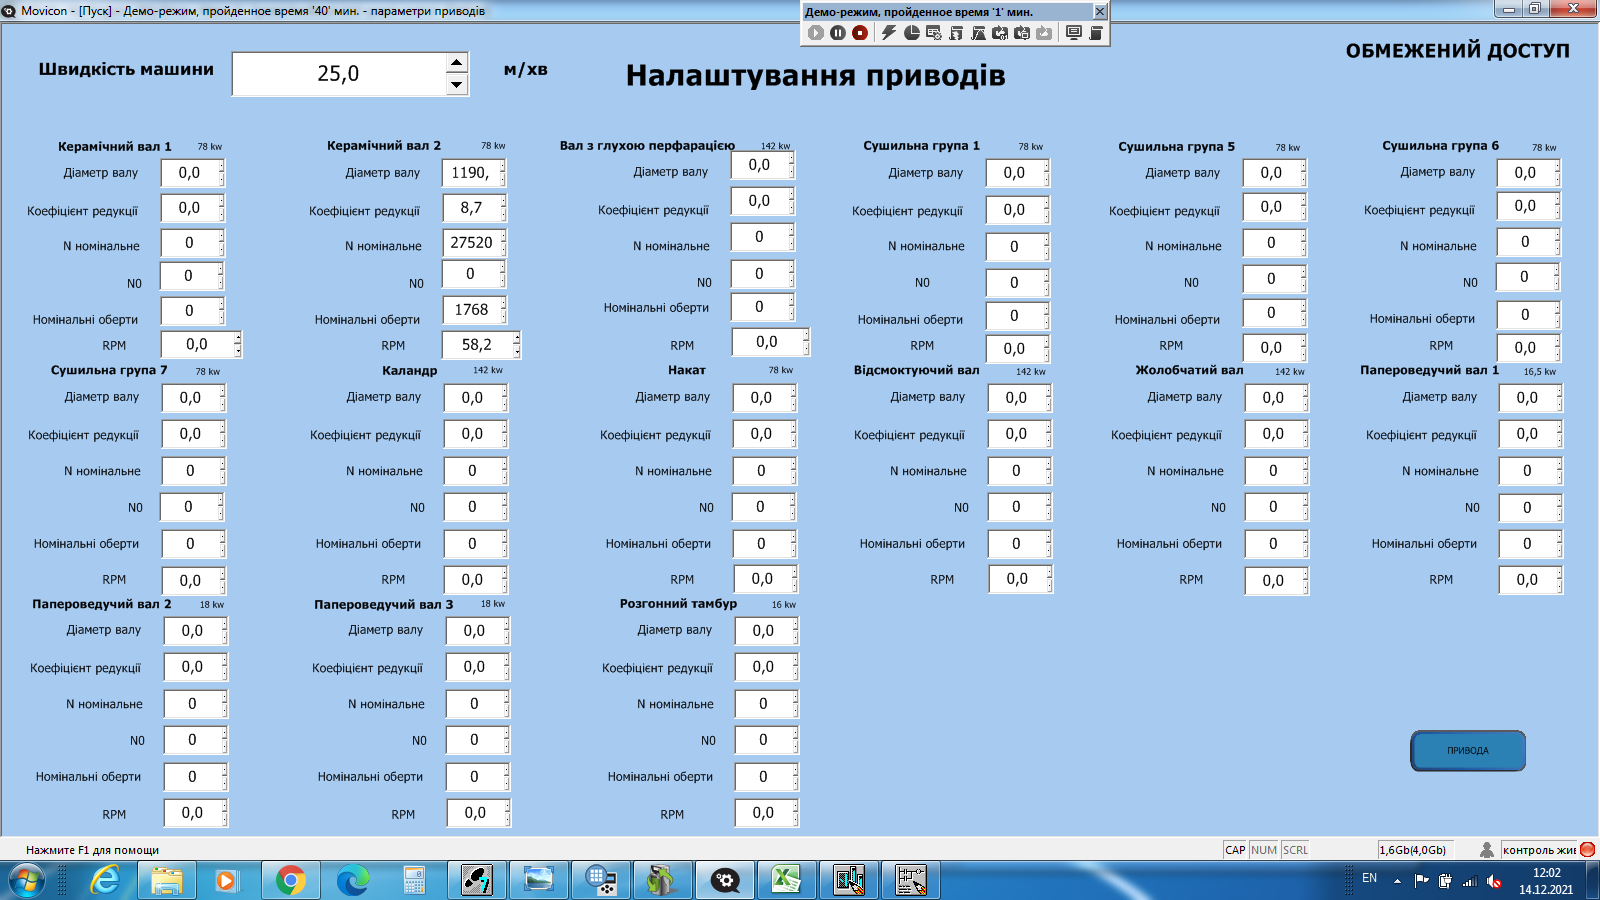 Movicon - [Пуск] - Демо-режим, пройденное время '40' мин. - параметри приводів
Демо-режим, пройденное время '1' мин.
ОБМЕЖЕНИЙ ДОСТУП
Швидкість машини 25,0 м/хв
Налаштування приводів
Керамічний вал 1 78 kw
Діаметр валу 0,0
Коефіцієнт редукції 0,0
N номінальне 0
N0 0
Номінальні оберти 0
RPM 0,0
Керамічний вал 2 78 kw
Діаметр валу 1190,
Коефіцієнт редукції 8,7
N номінальне 27520
N0 0
Номінальні оберти 1768
RPM 58,2
Вал з глухою перфарацією 142 kw
Діаметр валу 0,0
Коефіцієнт редукції 0,0
N номінальне 0
N0 0
Номінальні оберти 0
RPM 0,0
Сушильна група 1 78 kw
Діаметр валу 0,0
Коефіцієнт редукції 0,0
N номінальне 0
N0 0
Номінальні оберти 0
RPM 0,0
Сушильна група 5 78 kw
Діаметр валу 0,0
Коефіцієнт редукції 0,0
N номінальне 0
N0 0
Номінальні оберти 0
RPM 0,0
Сушильна група 6 78 kw
Діаметр валу 0,0
Коефіцієнт редукції 0,0
N номінальне 0
N0 0
Номінальні оберти 0
RPM 0,0
Сушильна група 7 78 kw
Діаметр валу 0,0
Коефіцієнт редукції 0,0
N номінальне 0
N0 0
Номінальні оберти 0
RPM 0,0
Каландр 142 kw
Діаметр валу 0,0
Коефіцієнт редукції 0,0
N номінальне 0
N0 0
Номінальні оберти 0
RPM 0,0
Накат 78 kw
Діаметр валу 0,0
Коефіцієнт редукції 0,0
N номінальне 0
N0 0
Номінальні оберти 0
RPM 0,0
Відсмоктуючий вал 142 kw
Діаметр валу 0,0
Коефіцієнт редукції 0,0
N номінальне 0
N0 0
Номінальні оберти 0
RPM 0,0
Жолобчатий вал 142 kw
Діаметр валу 0,0
Коефіцієнт редукції 0,0
N номінальне 0
N0 0
Номінальні оберти 0
RPM 0,0
Папероведучий вал 1 16,5 kw
Діаметр валу 0,0
Коефіцієнт редукції 0,0
N номінальне 0
N0 0
Номінальні оберти 0
RPM 0,0
Папероведучий вал 2 18 kw
Діаметр валу 0,0
Коефіцієнт редукції 0,0
N номінальне 0
N0 0
Номінальні оберти 0
RPM 0,0
Папероведучий вал 3 18 kw
Діаметр валу 0,0
Коефіцієнт редукції 0,0
N номінальне 0
N0 0
Номінальні оберти 0
RPM 0,0
Розгонний тамбур 16 kw
Діаметр валу 0,0
Коефіцієнт редукції 0,0
N номінальне 0
N0 0
Номінальні оберти 0
RPM 0,0
ПРИВОДА
Нажмите F1 для помощи
CAP NUM SCRL 1,6Gb(4,0Gb) контроль жив
EN 12:02
14.12.2021